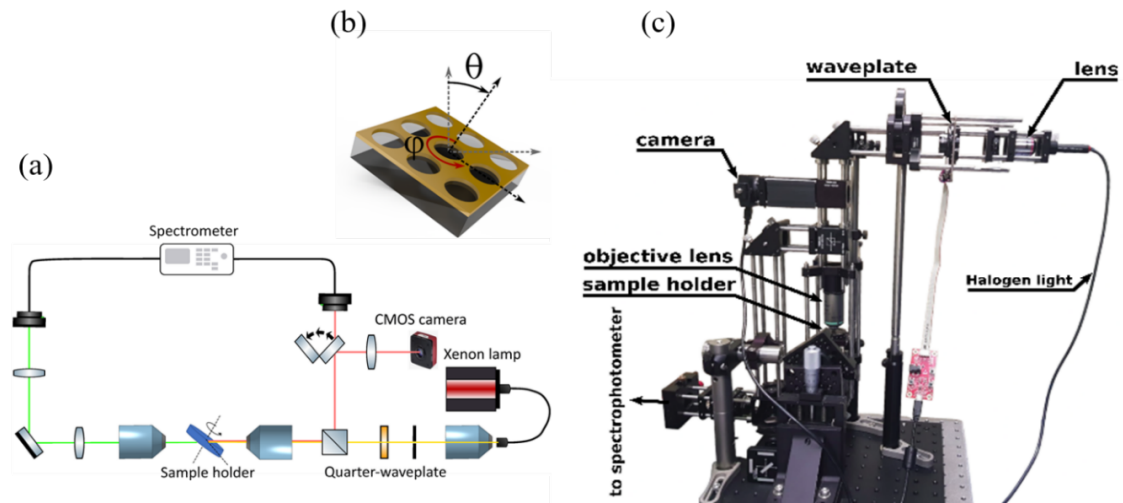 (a)
Spectrometer
CMOS camera
Xenon lamp
Sample holder
Quarter-waveplate
(b)
θ
φ
(c)
waveplate
lens
camera
objective lens
sample holder
Halogen light
to spectrophotometer